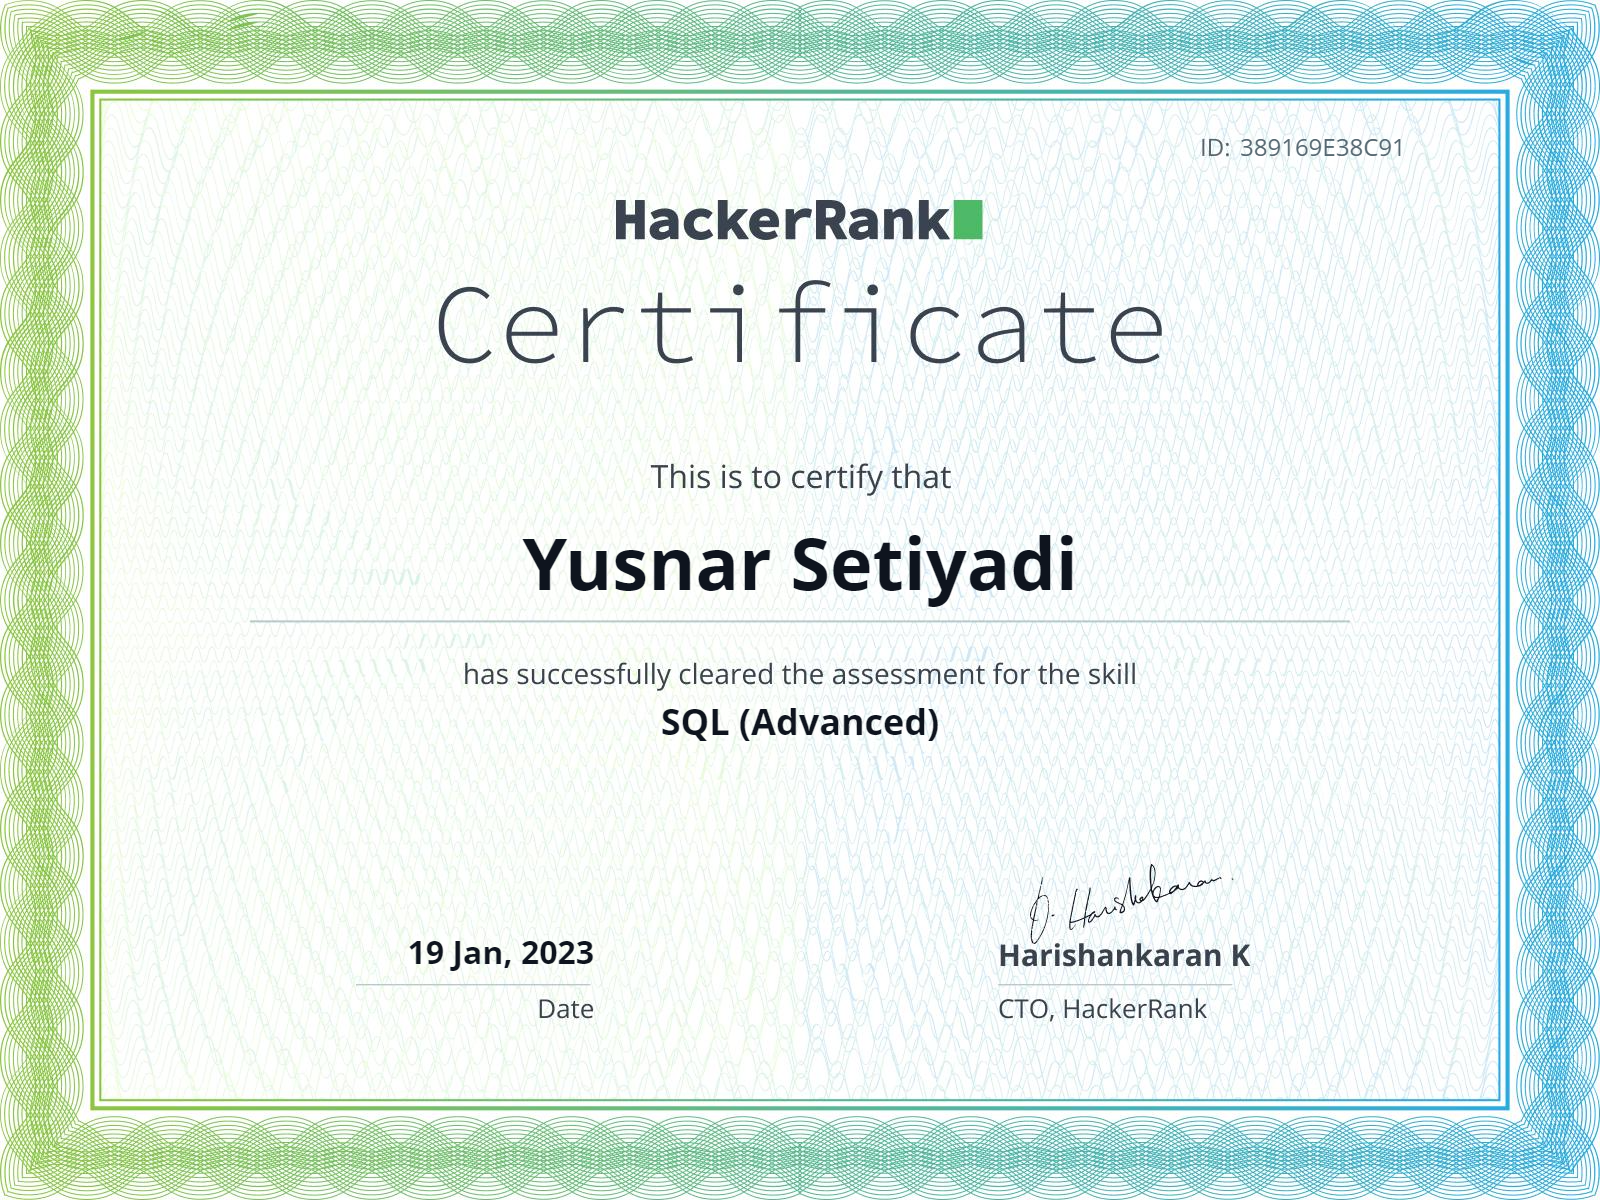 ID: 389169E38C91
HackerRank
Certificate
This is to certify that
Yusnar Setiyadi
has successfully cleared the assessment for the skill
SQL (Advanced)
19 Jan, 2023
Date
Harishankaran K
CTO, HackerRank